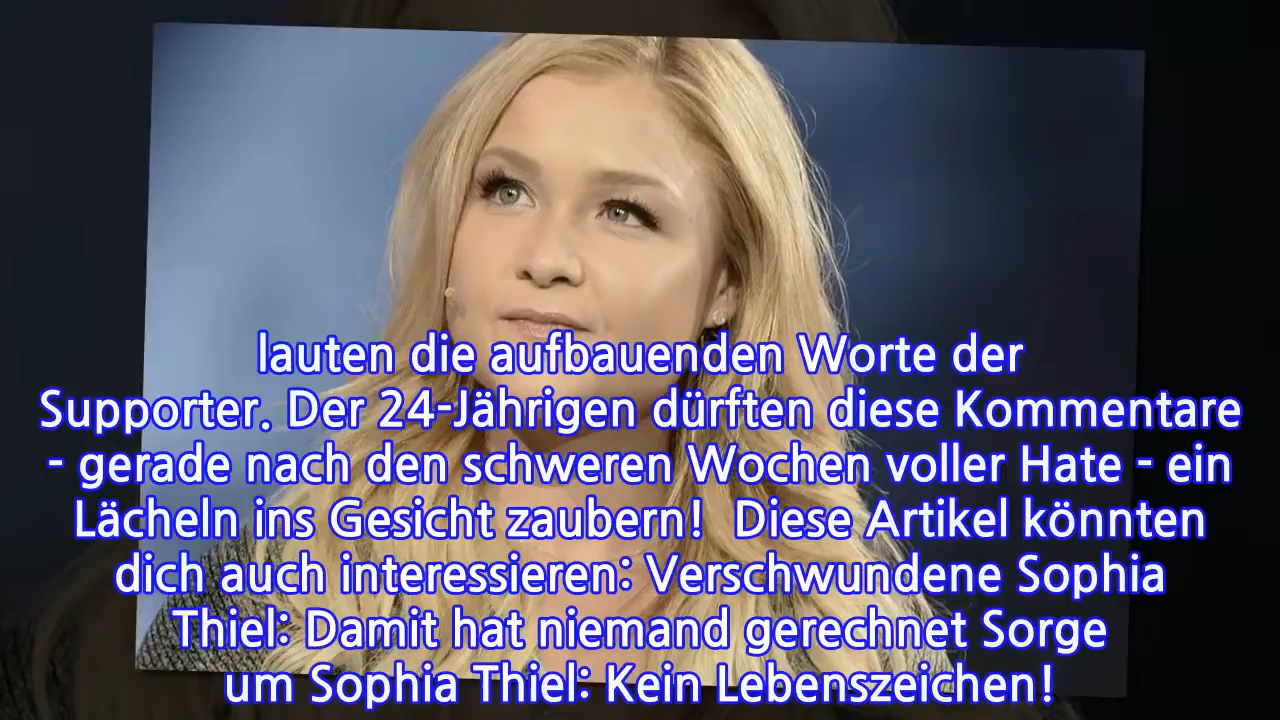 lauten die aufbauenden Worte der
Supporter. Der 24-Jährigen dürften diese Kommentare
- gerade nach den schweren Wochen voller Hate - ein
Lächeln ins Gesicht zaubern!  Diese Artikel könnten
dich auch interessieren: Verschwundene Sophia
Thiel: Damit hat niemand gerechnet Sorge
um Sophia Thiel: Kein Lebenszeichen!